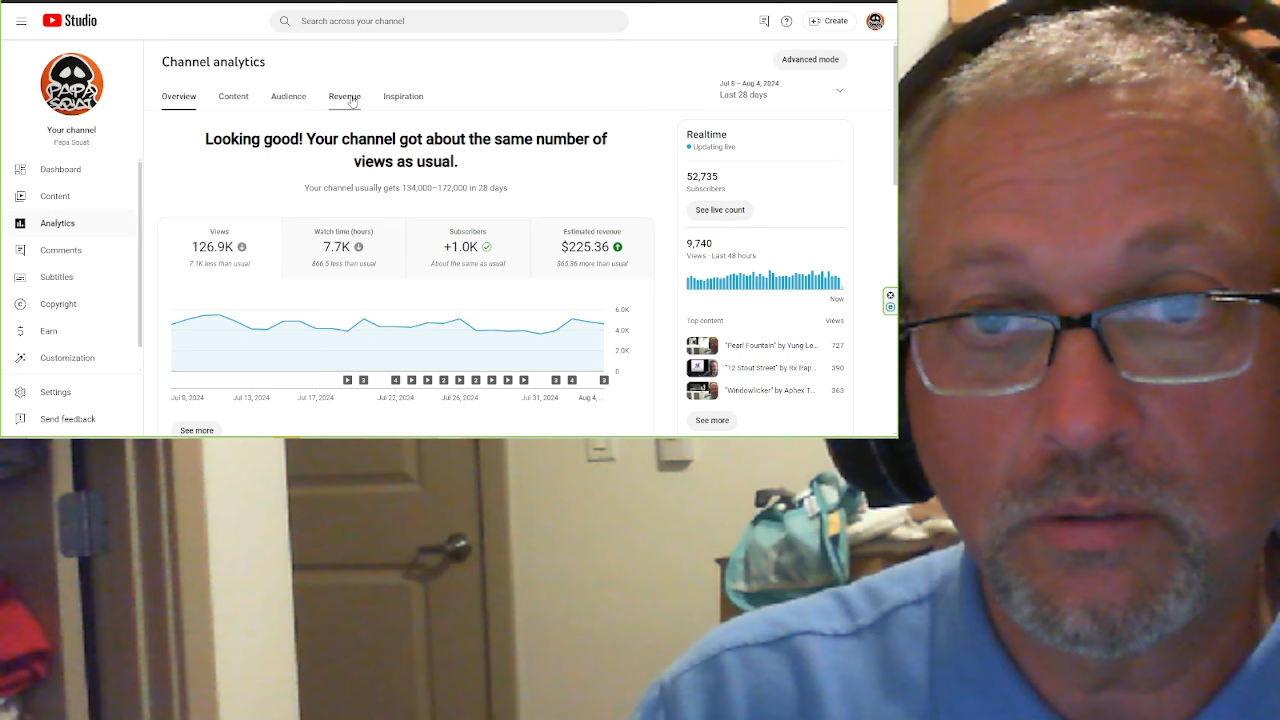 Studio
Search across your channel
Create
PAPA
SQUAT
Your channel
Papa Squat
Dashboard
Content
Analytics
Comments
Subtitles
Copyright
Earn
Customization
Settings
Send feedback
Channel analytics
Advanced mode
Overview
Content
Audience
Revenue
Inspiration
Jul 8 – Aug 4, 2024
Last 28 days
Looking good! Your channel got about the same number of
views as usual.
Your channel usually gets 134,000–172,000 in 28 days
Views
126.9K
7.1K less than usual
Watch time (hours)
7.7K
866.5 less than usual
Subscribers
+1.0K
About the same as usual
Estimated revenue
$225.36
$65.36 more than usual
6.0K
4.0K
2.0K
0
Jul 8, 2024
Jul 13, 2024
Jul 17, 2024
Jul 22, 2024
Jul 26, 2024
Jul 31, 2024
Aug 4, ...
See more
Realtime
Updating live
52,735
Subscribers
See live count
9,740
Views · Last 48 hours
Now
Top content
Views
"Pearl Fountain" by Yung Le...
727
"12 Stout Street" by Rx Pap...
390
"Windowlicker" by Aphex T...
363
See more